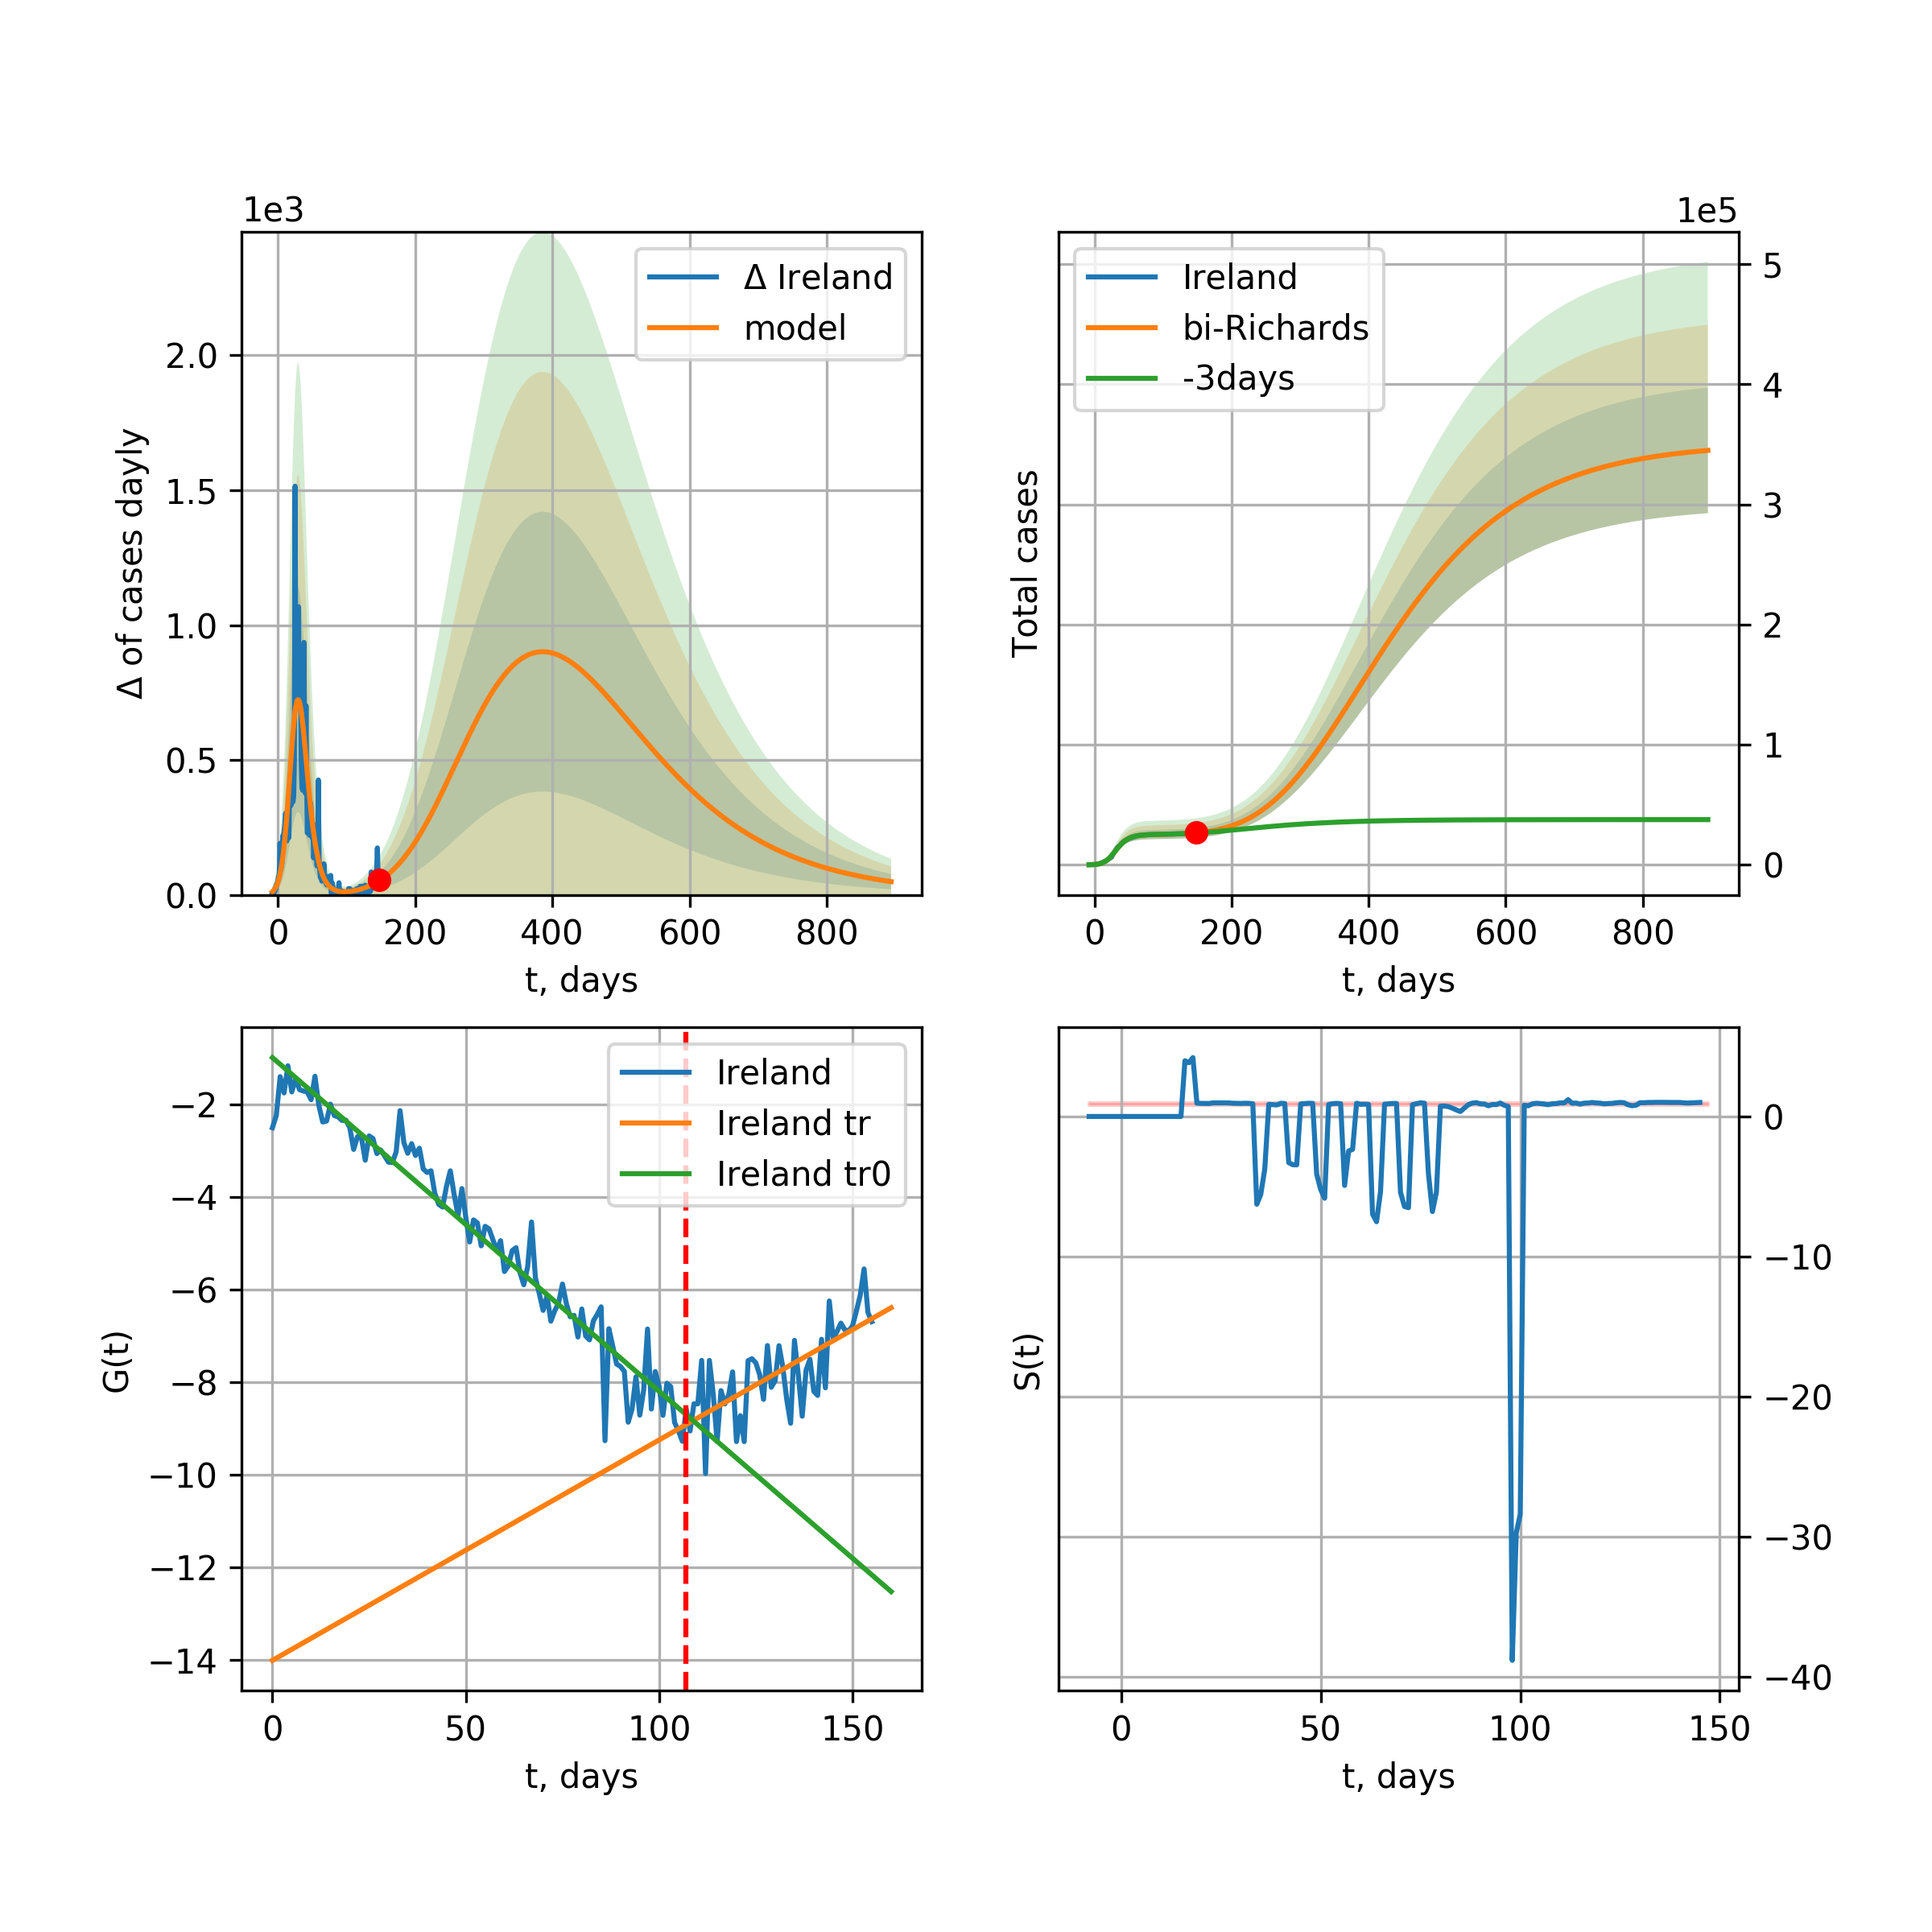 1e3
Δ Ireland
model
2.0
1.5
1.0
0.5
0.0
Δ of cases dayly
0 200 400 600 800
t, days
1e5
Ireland
bi-Richards
-3days
5
4
3
2
1
0
Total cases
0 200 400 600 800
t, days
Ireland
Ireland tr
Ireland tr0
−2
−4
−6
−8
−10
−12
−14
G(t)
0 50 100 150
t, days
0
−10
−20
−30
−40
S(t)
0 50 100 150
t, days